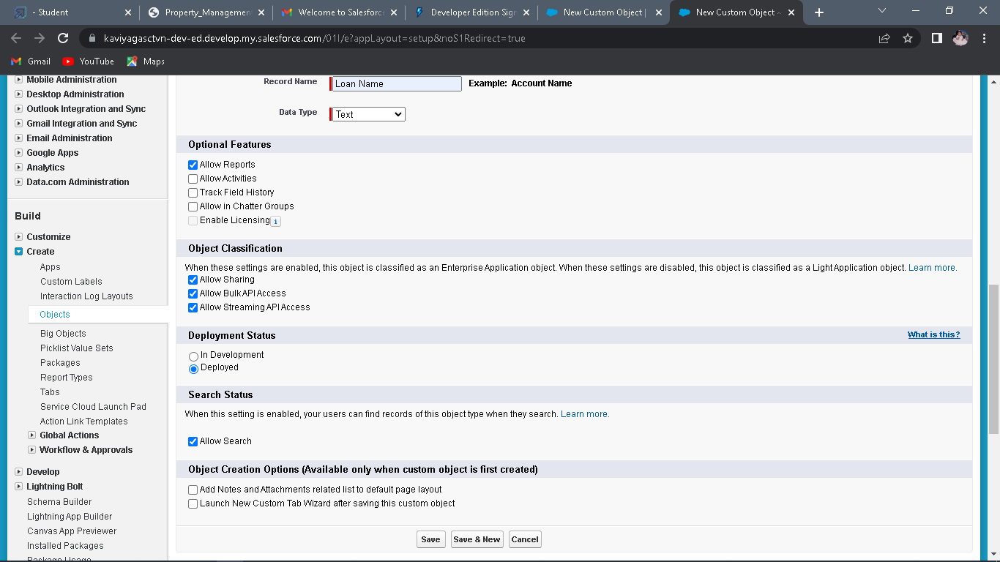 - Student
Property_Managemen
Welcome to Salesforce
Developer Edition Sign
New Custom Object |
New Custom Object ~
kaviyagasctvn-dev-ed.develop.my.salesforce.com/01I/e?appLayout=setup&noS1Redirect=true
Gmail
YouTube
Maps
Mobile Administration
Desktop Administration
Outlook Integration and Sync
Gmail Integration and Sync
Email Administration
Google Apps
Analytics
Data.com Administration
Build
Customize
Create
Apps
Custom Labels
Interaction Log Layouts
Objects
Big Objects
Picklist Value Sets
Packages
Report Types
Tabs
Service Cloud Launch Pad
Action Link Templates
Global Actions
Workflow & Approvals
Develop
Lightning Bolt
Schema Builder
Lightning App Builder
Canvas App Previewer
Installed Packages
Package Usage
Record Name Loan Name Example: Account Name
Data Type Text
Optional Features
Allow Reports
Allow Activities
Track Field History
Allow in Chatter Groups
Enable Licensing i
Object Classification
When these settings are enabled, this object is classified as an Enterprise Application object. When these settings are disabled, this object is classified as a Light Application object. Learn more.
Allow Sharing
Allow Bulk API Access
Allow Streaming API Access
Deployment Status What is this?
In Development
Deployed
Search Status
When this setting is enabled, your users can find records of this object type when they search. Learn more.
Allow Search
Object Creation Options (Available only when custom object is first created)
Add Notes and Attachments related list to default page layout
Launch New Custom Tab Wizard after saving this custom object
Save Save & New Cancel